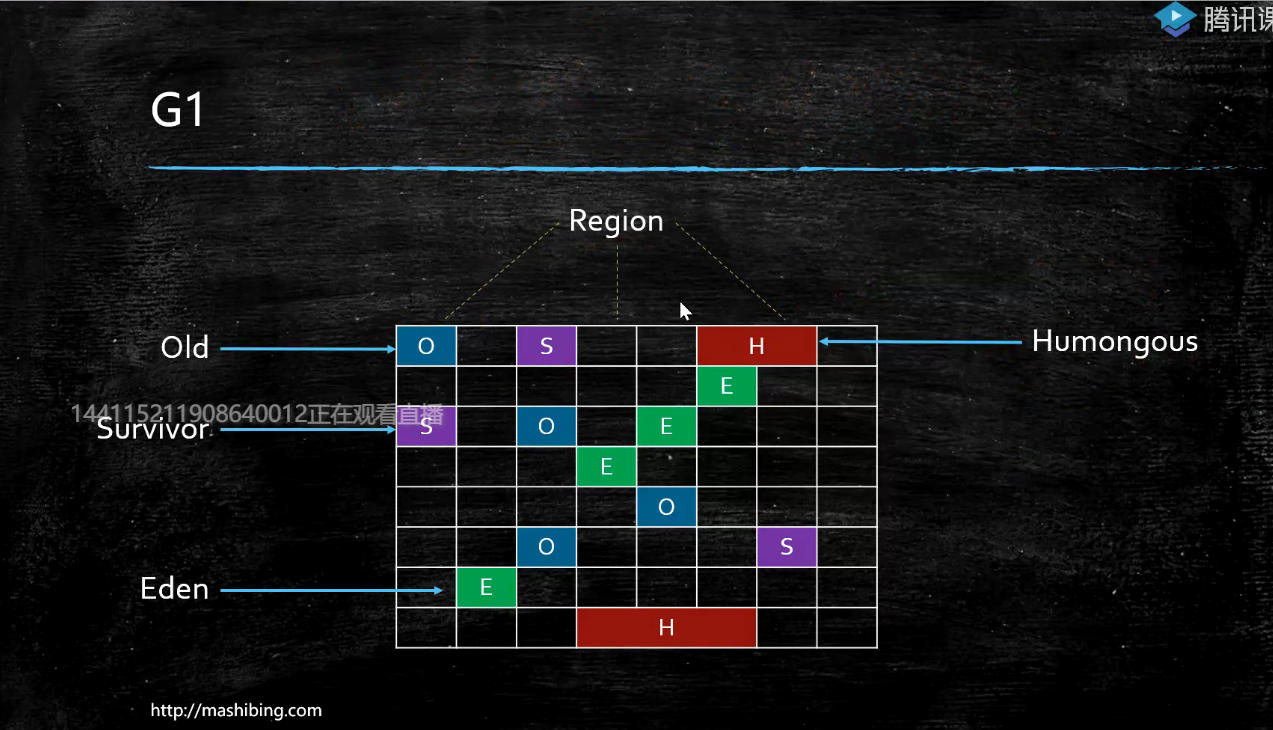 腾讯课
G1
Region
Old
O
S
H
Humongous
E
144115211908640012正在观看直播
Survivor
S
O
E
E
O
O
S
Eden
E
H
http://mashibing.com